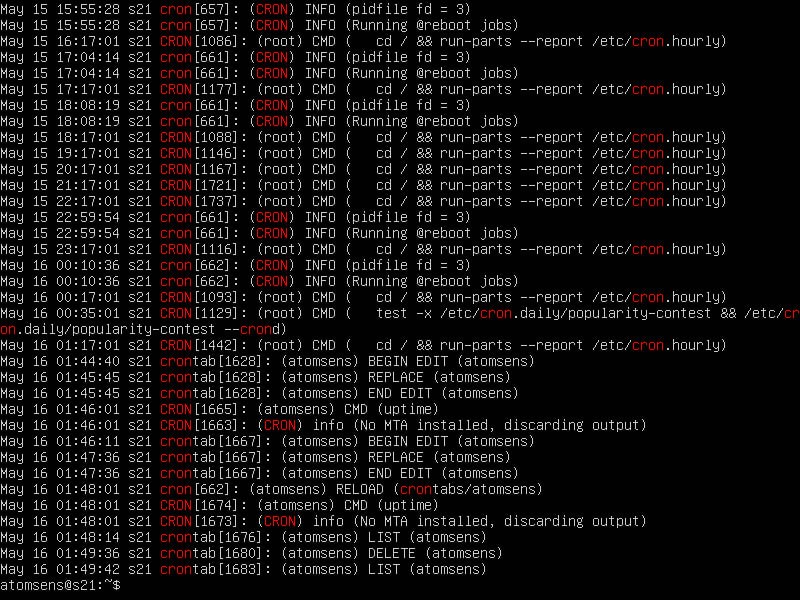 May 15 15:55:28 s21 cron[657]: (CRON) INFO (pidfile fd = 3)
May 15 15:55:28 s21 cron[657]: (CRON) INFO (Running @reboot jobs)
May 15 16:17:01 s21 CRON[1086]: (root) CMD (   cd / && run-parts --report /etc/cron.hourly)
May 15 17:04:14 s21 cron[661]: (CRON) INFO (pidfile fd = 3)
May 15 17:04:14 s21 cron[661]: (CRON) INFO (Running @reboot jobs)
May 15 17:17:01 s21 CRON[1177]: (root) CMD (   cd / && run-parts --report /etc/cron.hourly)
May 15 18:08:19 s21 cron[661]: (CRON) INFO (pidfile fd = 3)
May 15 18:08:19 s21 cron[661]: (CRON) INFO (Running @reboot jobs)
May 15 18:17:01 s21 CRON[1088]: (root) CMD (   cd / && run-parts --report /etc/cron.hourly)
May 15 19:17:01 s21 CRON[1146]: (root) CMD (   cd / && run-parts --report /etc/cron.hourly)
May 15 20:17:01 s21 CRON[1167]: (root) CMD (   cd / && run-parts --report /etc/cron.hourly)
May 15 21:17:01 s21 CRON[1721]: (root) CMD (   cd / && run-parts --report /etc/cron.hourly)
May 15 22:17:01 s21 CRON[1737]: (root) CMD (   cd / && run-parts --report /etc/cron.hourly)
May 15 22:59:54 s21 cron[661]: (CRON) INFO (pidfile fd = 3)
May 15 22:59:54 s21 cron[661]: (CRON) INFO (Running @reboot jobs)
May 15 23:17:01 s21 CRON[1116]: (root) CMD (   cd / && run-parts --report /etc/cron.hourly)
May 16 00:10:36 s21 cron[662]: (CRON) INFO (pidfile fd = 3)
May 16 00:10:36 s21 cron[662]: (CRON) INFO (Running @reboot jobs)
May 16 00:17:01 s21 CRON[1093]: (root) CMD (   cd / && run-parts --report /etc/cron.hourly)
May 16 00:35:01 s21 CRON[1129]: (root) CMD (   test -x /etc/cron.daily/popularity-contest && /etc/cr
on.daily/popularity-contest --crond)
May 16 01:17:01 s21 CRON[1442]: (root) CMD (   cd / && run-parts --report /etc/cron.hourly)
May 16 01:44:40 s21 crontab[1628]: (atomsens) BEGIN EDIT (atomsens)
May 16 01:45:45 s21 crontab[1628]: (atomsens) REPLACE (atomsens)
May 16 01:45:45 s21 crontab[1628]: (atomsens) END EDIT (atomsens)
May 16 01:46:01 s21 CRON[1665]: (atomsens) CMD (uptime)
May 16 01:46:01 s21 CRON[1663]: (CRON) info (No MTA installed, discarding output)
May 16 01:46:11 s21 crontab[1667]: (atomsens) BEGIN EDIT (atomsens)
May 16 01:47:36 s21 crontab[1667]: (atomsens) REPLACE (atomsens)
May 16 01:47:36 s21 crontab[1667]: (atomsens) END EDIT (atomsens)
May 16 01:48:01 s21 cron[662]: (atomsens) RELOAD (crontabs/atomsens)
May 16 01:48:01 s21 CRON[1674]: (atomsens) CMD (uptime)
May 16 01:48:01 s21 CRON[1673]: (CRON) info (No MTA installed, discarding output)
May 16 01:48:14 s21 crontab[1676]: (atomsens) LIST (atomsens)
May 16 01:49:36 s21 crontab[1680]: (atomsens) DELETE (atomsens)
May 16 01:49:42 s21 crontab[1683]: (atomsens) LIST (atomsens)
atomsens@s21:~$